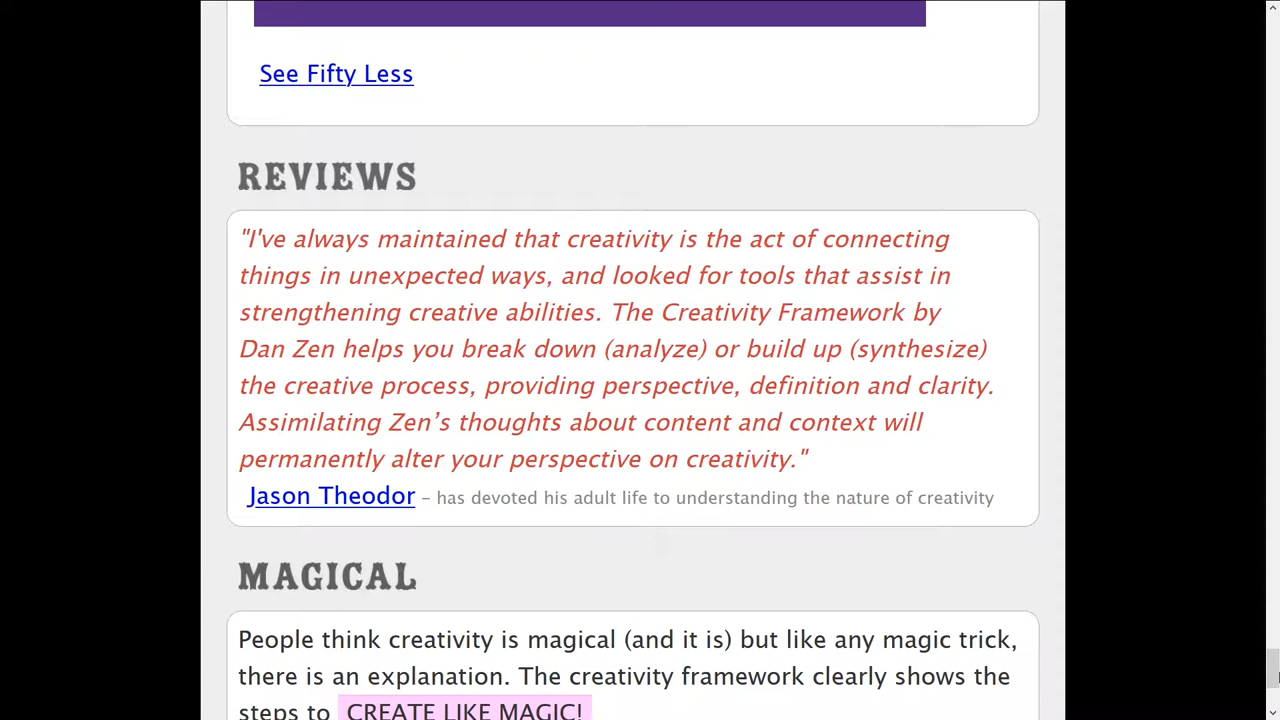 See Fifty Less
REVIEWS
"I've always maintained that creativity is the act of connecting
things in unexpected ways, and looked for tools that assist in
strengthening creative abilities. The Creativity Framework by
Dan Zen helps you break down (analyze) or build up (synthesize)
the creative process, providing perspective, definition and clarity.
Assimilating Zen’s thoughts about content and context will
permanently alter your perspective on creativity."
Jason Theodor – has devoted his adult life to understanding the nature of creativity
MAGICAL
People think creativity is magical (and it is) but like any magic trick,
there is an explanation. The creativity framework clearly shows the
steps to CREATE LIKE MAGIC!